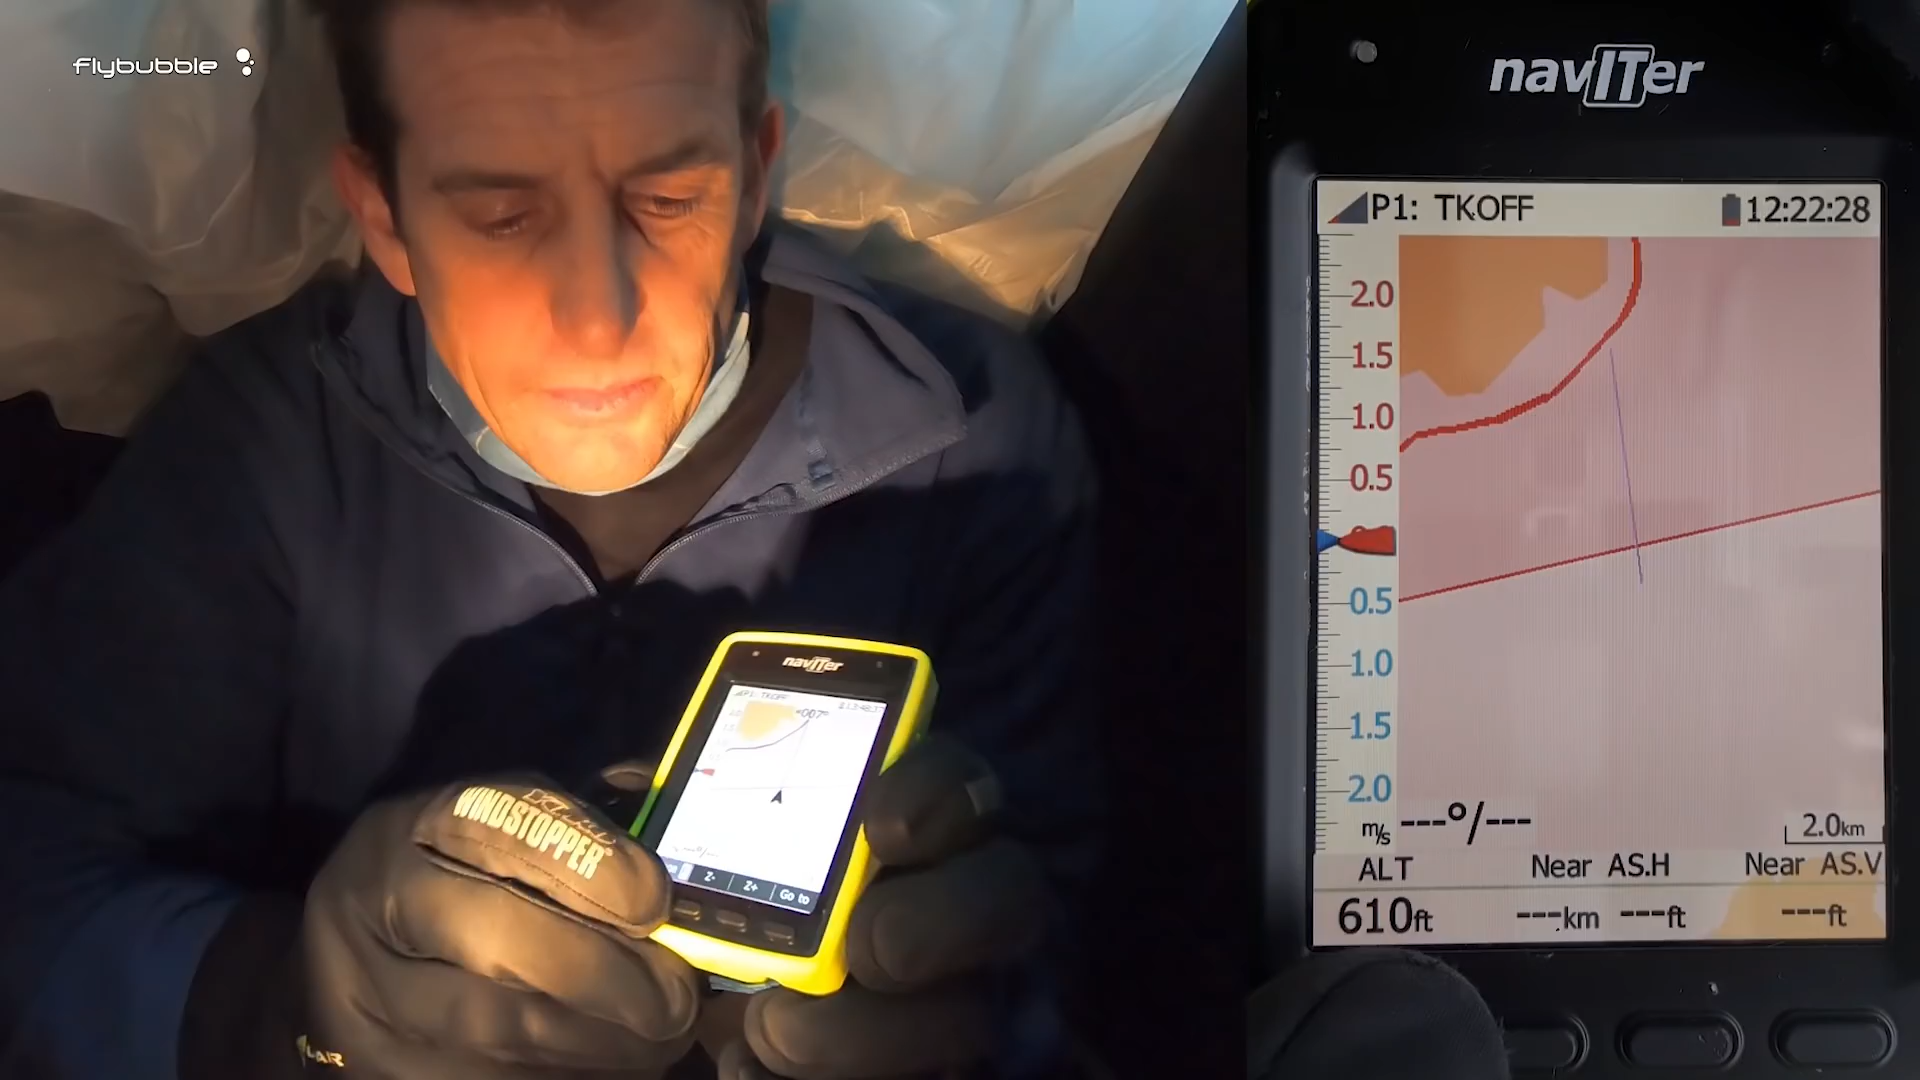 flybubble
navITer
P1: TKOFF 12:22:28
2.0
1.5
1.0
0.5
0.5
1.0
1.5
2.0
m/s ---°/--- 2.0km
ALT Near AS.H Near AS.V
610ft ---km ---ft ---ft
navITer
P1: TKOFF
007°
Z- Z+ Go to
WINDSTOPPER
LAR